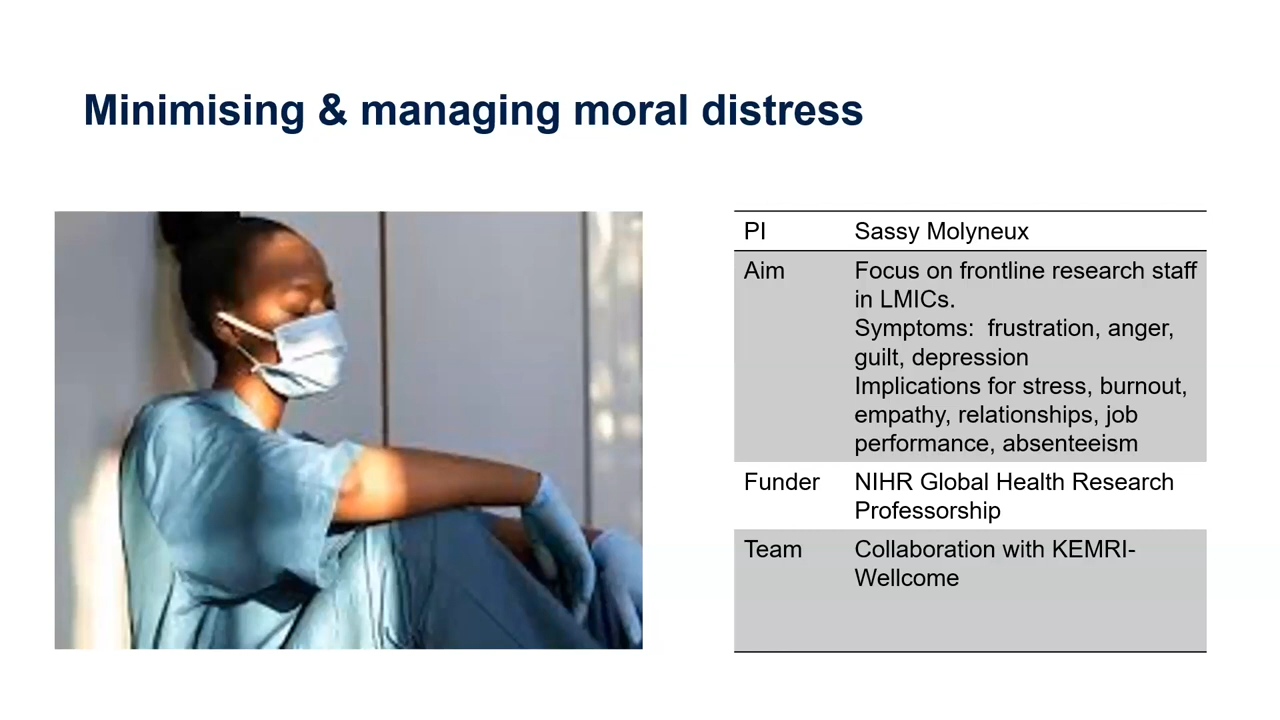 Minimising & managing moral distress
PI Sassy Molyneux
Aim Focus on frontline research staff
in LMICs.
Symptoms:  frustration, anger,
guilt, depression
Implications for stress, burnout,
empathy, relationships, job
performance, absenteeism
Funder NIHR Global Health Research
Professorship
Team Collaboration with KEMRI-
Wellcome